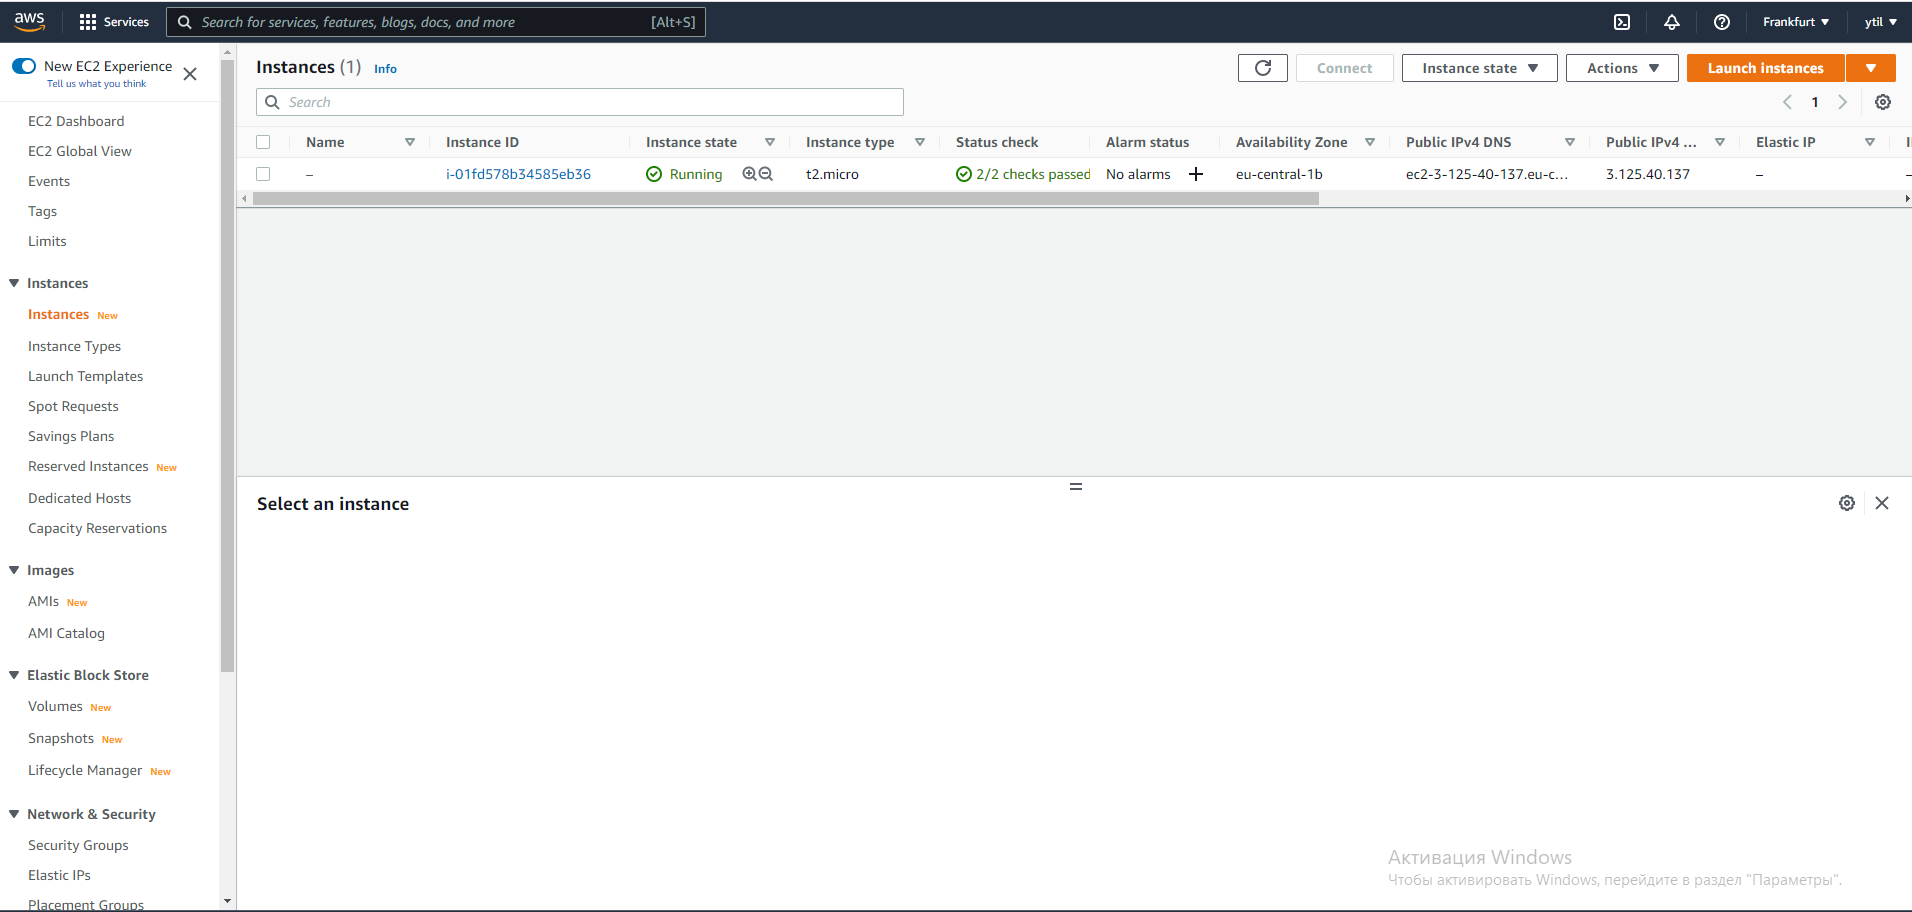 aws Services Search for services, features, blogs, docs, and more [Alt+S] Frankfurt ytil
New EC2 Experience
Tell us what you think
EC2 Dashboard
EC2 Global View
Events
Tags
Limits
Instances
Instances New
Instance Types
Launch Templates
Spot Requests
Savings Plans
Reserved Instances New
Dedicated Hosts
Capacity Reservations
Images
AMIs New
AMI Catalog
Elastic Block Store
Volumes New
Snapshots New
Lifecycle Manager New
Network & Security
Security Groups
Elastic IPs
Placement Groups
Instances (1) Info
Connect Instance state Actions Launch instances
Search
1
Name Instance ID Instance state Instance type Status check Alarm status Availability Zone Public IPv4 DNS Public IPv4 ... Elastic IP
– i-01fd578b34585eb36 Running t2.micro 2/2 checks passed No alarms eu-central-1b ec2-3-125-40-137.eu-c... 3.125.40.137 –
Select an instance
Активация Windows
Чтобы активировать Windows, перейдите в раздел "Параметры".